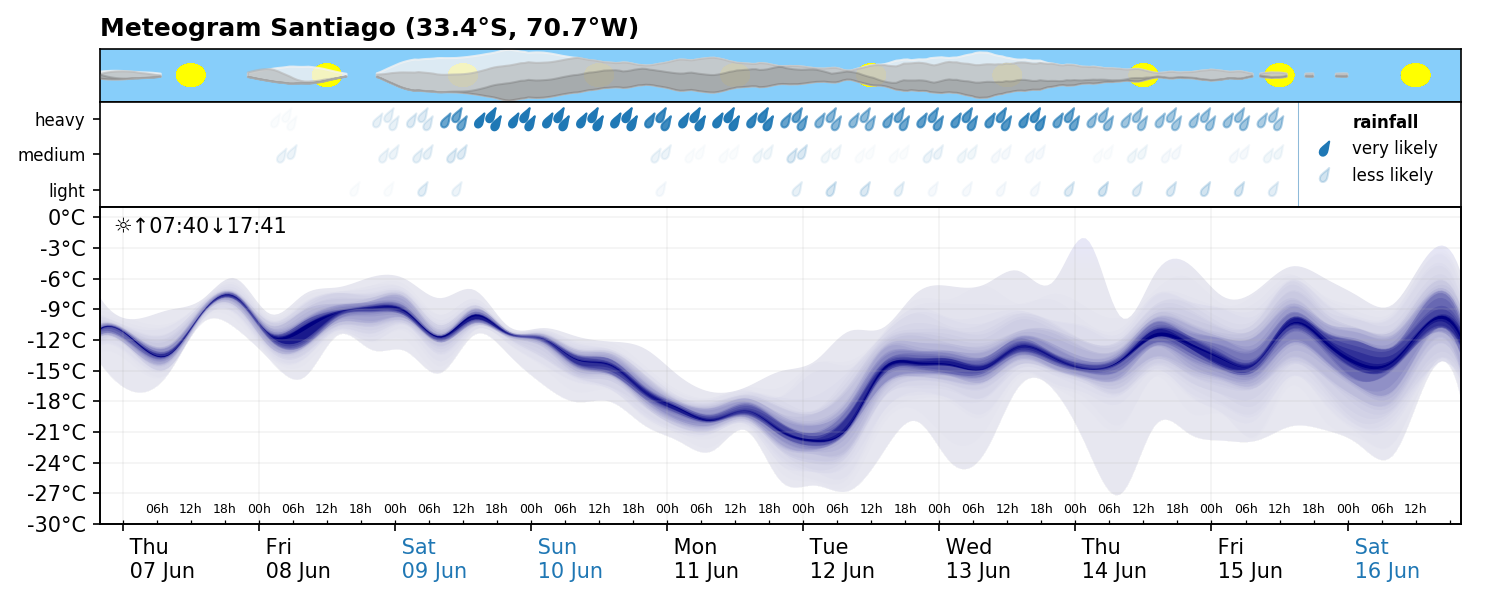 Meteogram Santiago (33.4°S, 70.7°W)
heavy
medium
light
rainfall
very likely
less likely
☼↑07:40↓17:41
0°C
-3°C
-6°C
-9°C
-12°C
-15°C
-18°C
-21°C
-24°C
-27°C
-30°C
06h 12h 18h 00h 06h 12h 18h 00h 06h 12h 18h 00h 06h 12h 18h 00h 06h 12h 18h 00h 06h 12h 18h 00h 06h 12h 18h 00h 06h 12h 18h 00h 06h 12h 18h 00h 06h 12h
Thu Fri Sat Sun Mon Tue Wed Thu Fri Sat
07 Jun 08 Jun 09 Jun 10 Jun 11 Jun 12 Jun 13 Jun 14 Jun 15 Jun 16 Jun